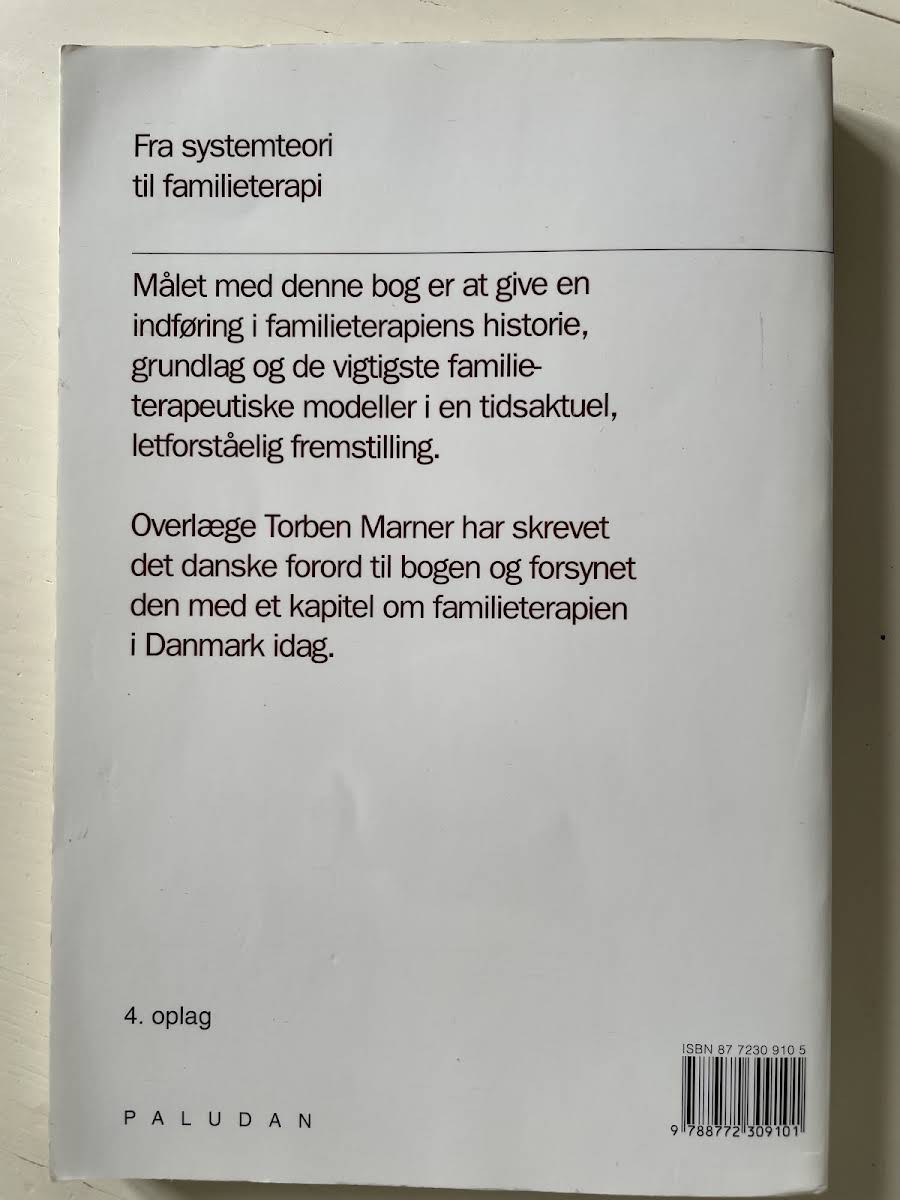 Fra systemteori
til familieterapi
Målet med denne bog er at give en
indføring i familieterapiens historie,
grundlag og de vigtigste familie-
terapeutiske modeller i en tidsaktuel,
letforståelig fremstilling.
Overlæge Torben Marner har skrevet
det danske forord til bogen og forsynet
den med et kapitel om familieterapien
i Danmark idag.
4. oplag
ISBN 87 7230 910 5
9 788772 309101
PALUDAN